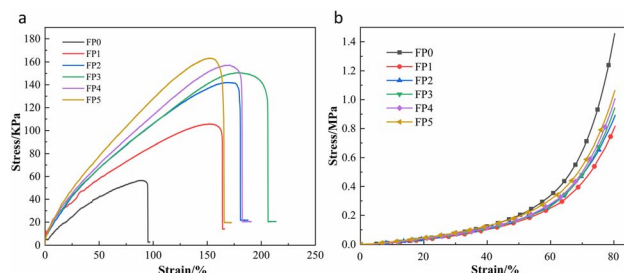 a
b
FP0
FP1
FP2
FP3
FP4
FP5
Stress/KPa
0
20
40
60
80
100
120
140
160
180
200
0
50
100
150
200
250
Strain/%
FP0
FP1
FP2
FP3
FP4
FP5
Stress/MPa
0.0
0.2
0.4
0.6
0.8
1.0
1.2
1.4
0
20
40
60
80
Strain/%